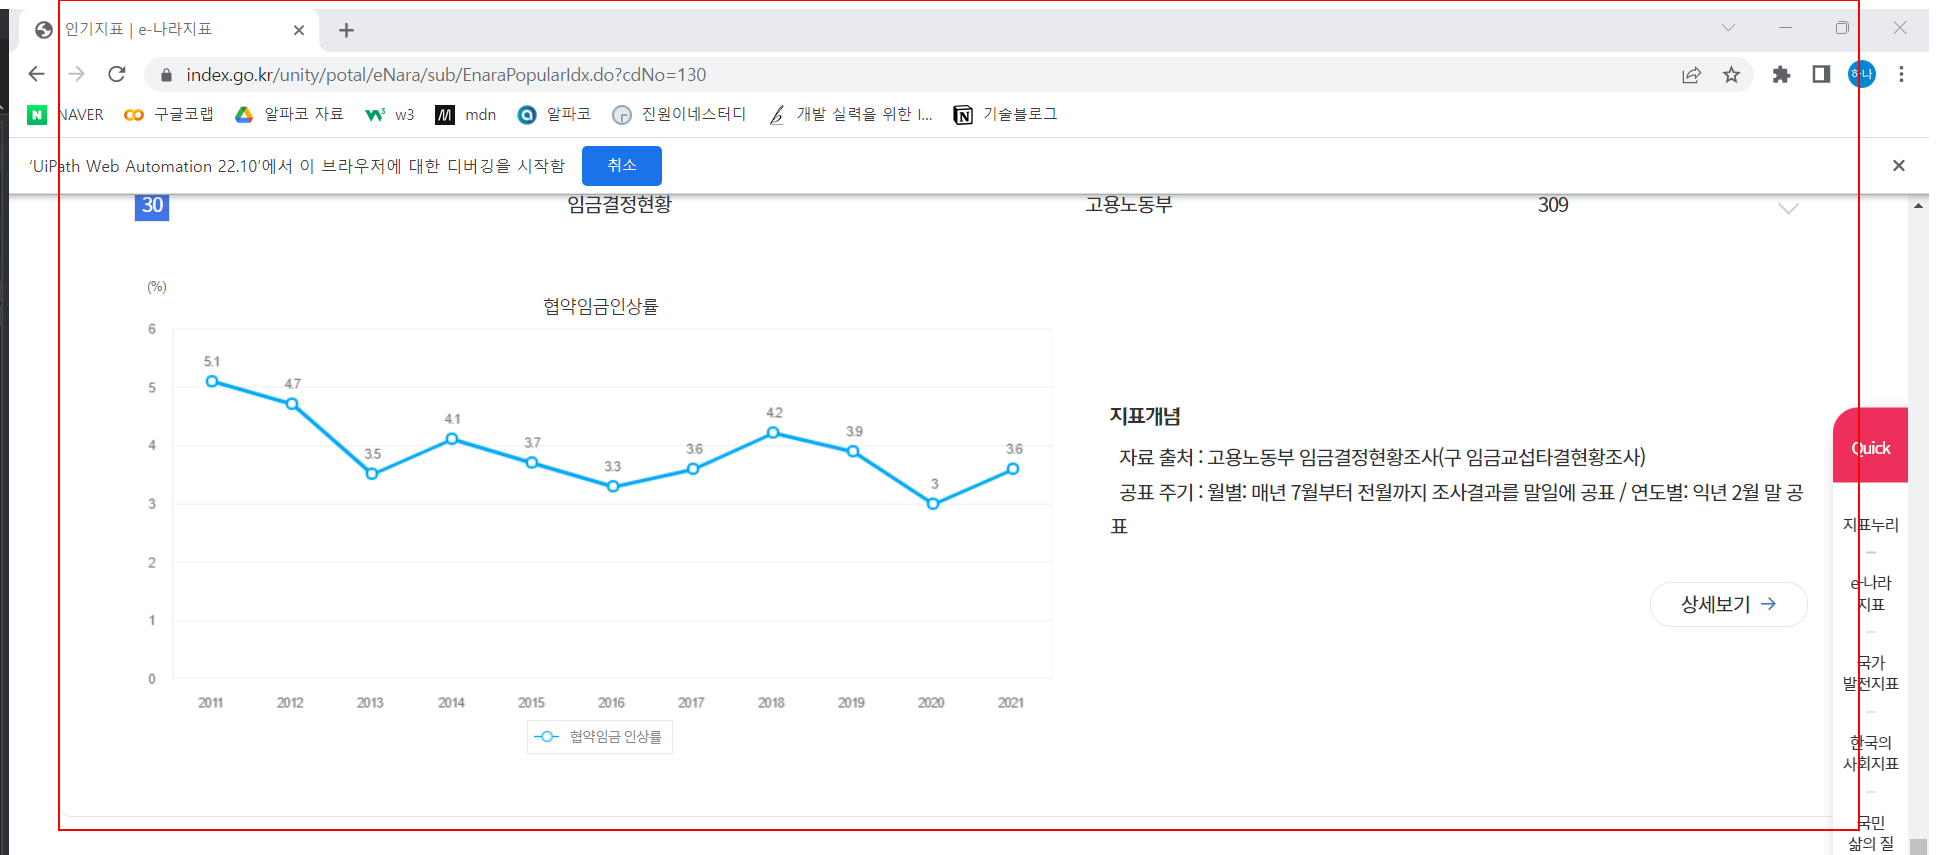 인기지표 | e-나라지표
index.go.kr/unity/potal/eNara/sub/EnaraPopularIdx.do?cdNo=130
하나
N NAVER
구글코랩
알파코 자료
w3
mdn
알파코
진원이네스터디
개발 실력을 위한 I...
기술블로그
'UiPath Web Automation 22.10'에서 이 브라우저에 대한 디버깅을 시작함
취소
30 임금결정현황 고용노동부 309
(%)
협약임금인상률
6
5
4
3
2
1
0
5.1
4.7
3.5
4.1
3.7
3.3
3.6
4.2
3.9
3
3.6
2011 2012 2013 2014 2015 2016 2017 2018 2019 2020 2021
협약임금 인상률
지표개념
자료 출처 : 고용노동부 임금결정현황조사(구 임금교섭타결현황조사)
공표 주기 : 월별: 매년 7월부터 전월까지 조사결과를 말일에 공표 / 연도별: 익년 2월 말 공
표
상세보기
Quick
지표누리
e-나라
지표
국가
발전지표
한국의
사회지표
국민
삶의 질